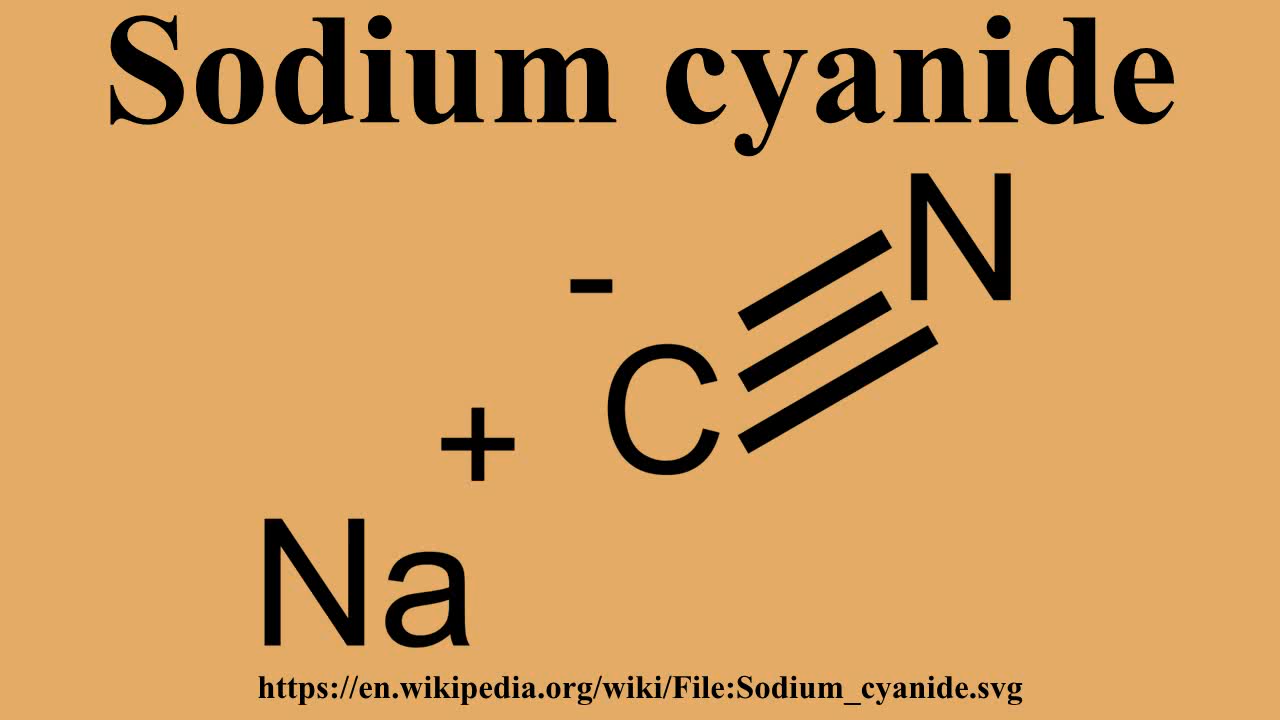 Sodium cyanide
N
-
C
+
Na
https://en.wikipedia.org/wiki/File:Sodium_cyanide.svg